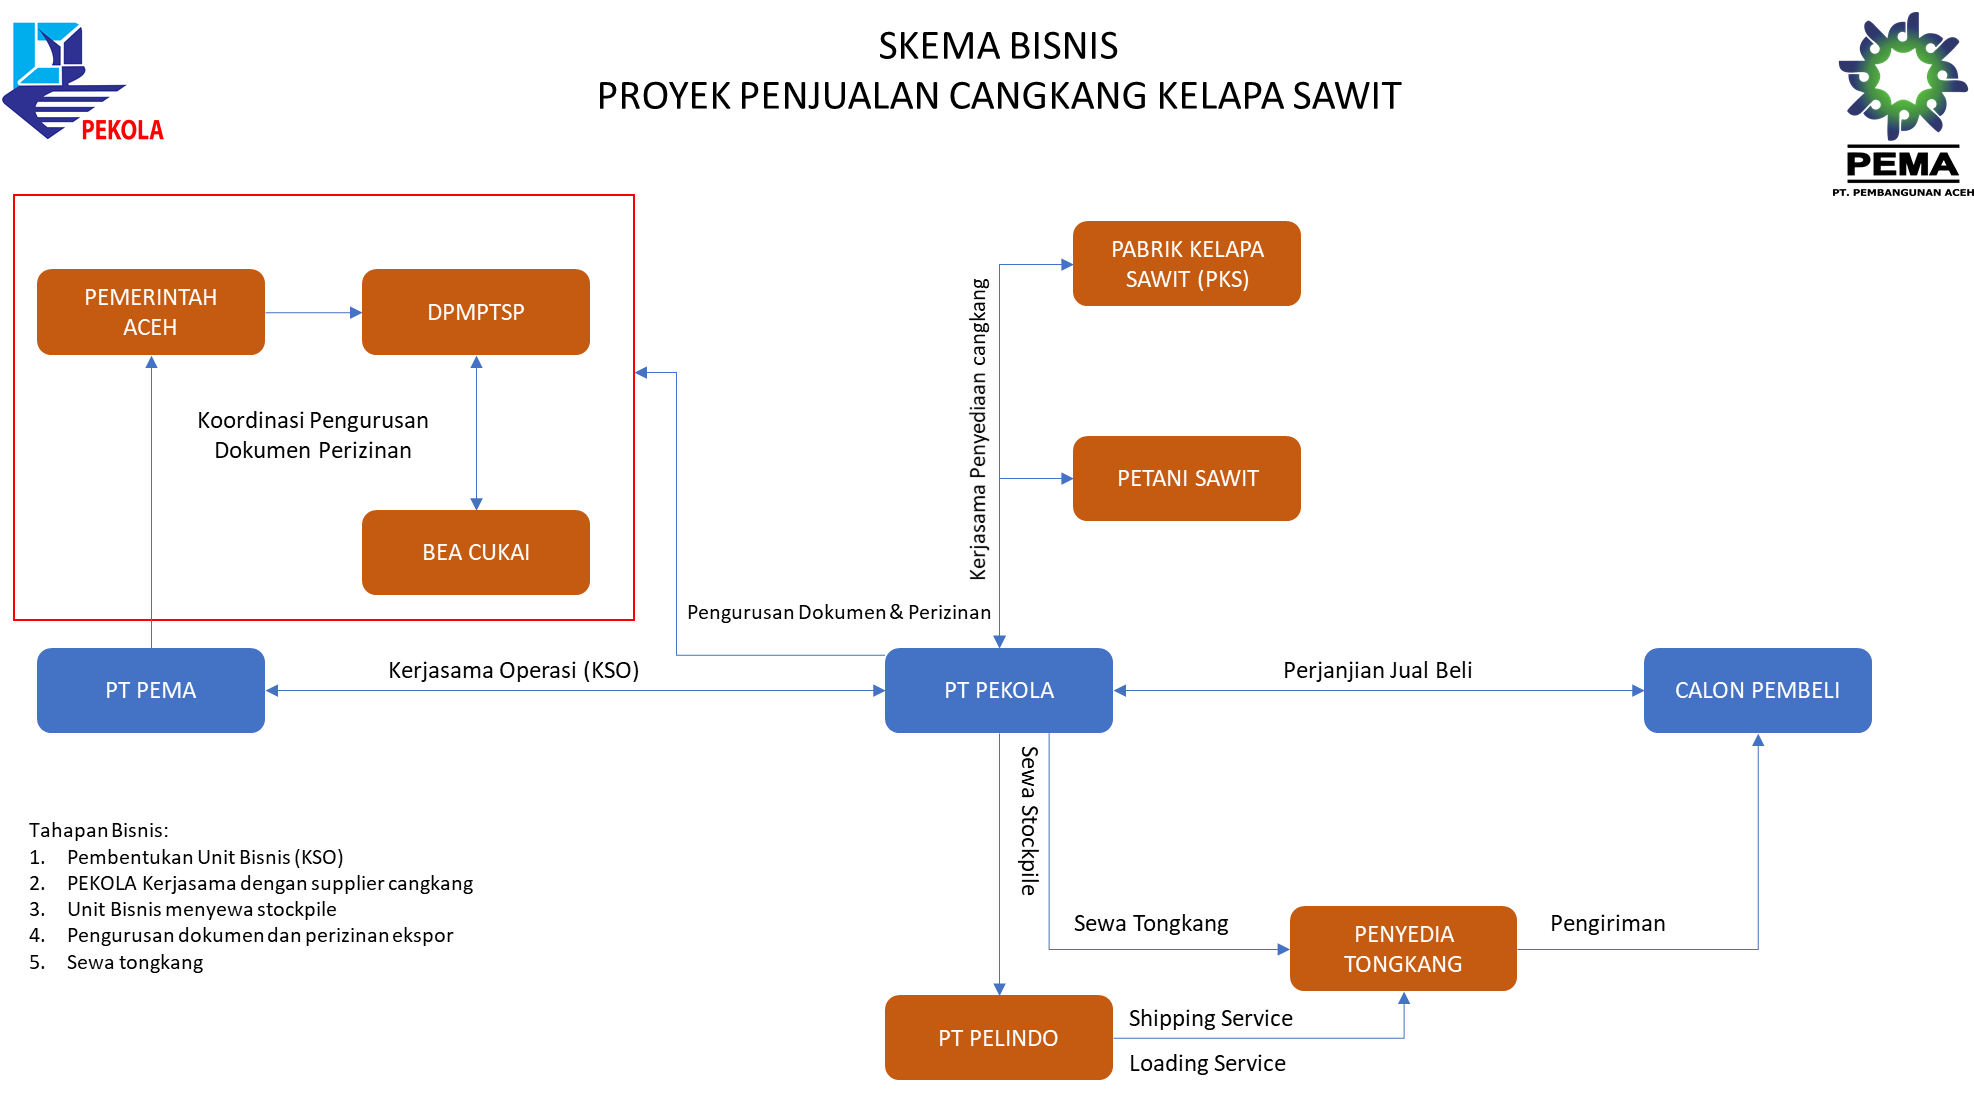 SKEMA BISNIS
PROYEK PENJUALAN CANGKANG KELAPA SAWIT
PEKOLA
PEMA
PT. PEMBANGUNAN ACEH
PEMERINTAH
ACEH
DPMPTSP
Koordinasi Pengurusan
Dokumen Perizinan
BEA CUKAI
PABRIK KELAPA
SAWIT (PKS)
Kerjasama Penyediaan cangkang
PETANI SAWIT
Pengurusan Dokumen & Perizinan
PT PEMA
Kerjasama Operasi (KSO)
PT PEKOLA
Perjanjian Jual Beli
CALON PEMBELI
Sewa Stockpile
Tahapan Bisnis:
1. Pembentukan Unit Bisnis (KSO)
2. PEKOLA Kerjasama dengan supplier cangkang
3. Unit Bisnis menyewa stockpile
4. Pengurusan dokumen dan perizinan ekspor
5. Sewa tongkang
Sewa Tongkang
PENYEDIA
TONGKANG
Pengiriman
PT PELINDO
Shipping Service
Loading Service